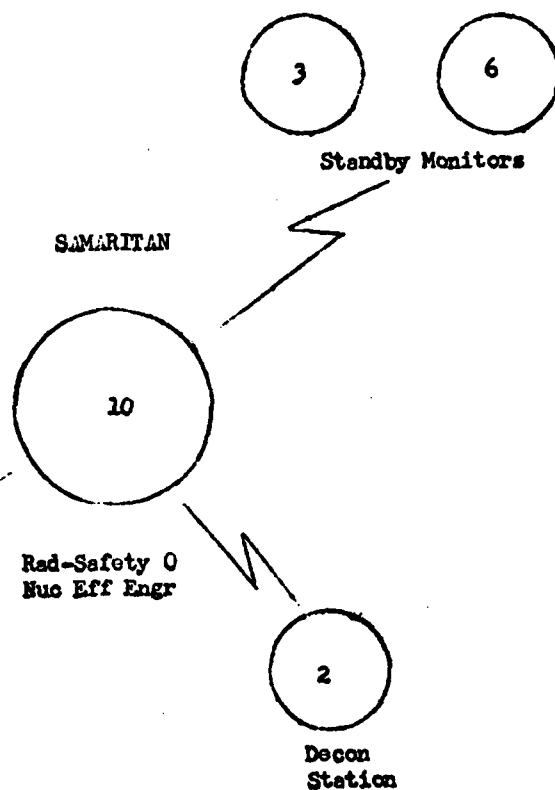 3 6
Standby Monitors
SAMARITAN
10
Rad-Safety O
Nuc Eff Engr
2
Decon
Station